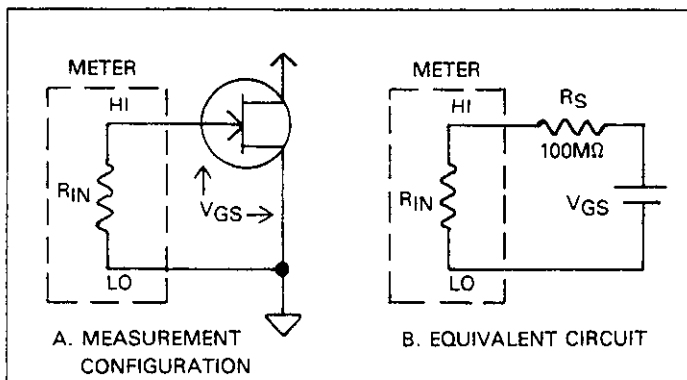 METER
HI
RIN
VGS
LO
A. MEASUREMENT
CONFIGURATION
METER
HI
RS
100MΩ
RIN
VGS
LO
B. EQUIVALENT CIRCUIT